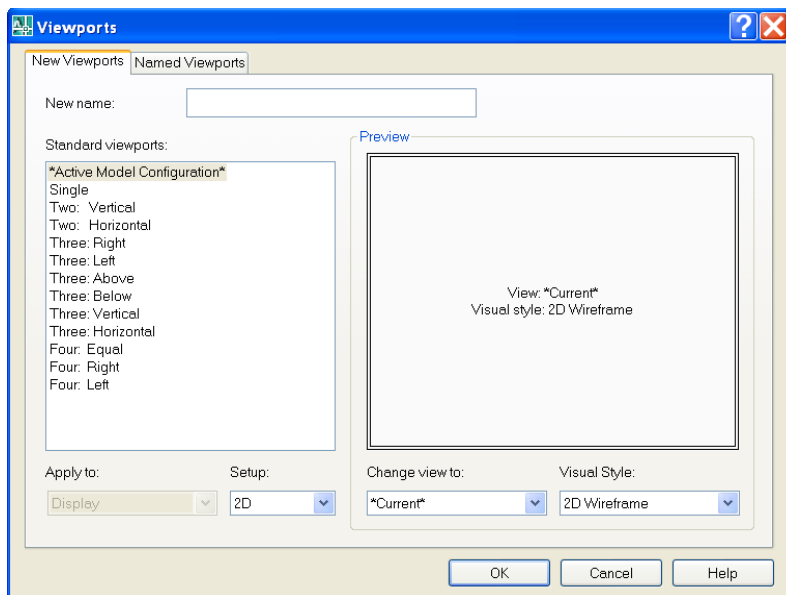 Viewports
New Viewports
Named Viewports
New name:
Standard viewports:
*Active Model Configuration*
Single
Two: Vertical
Two: Horizontal
Three: Right
Three: Left
Three: Above
Three: Below
Three: Vertical
Three: Horizontal
Four: Equal
Four: Right
Four: Left
Apply to:
Setup:
Display
2D
Preview
View: *Current*
Visual style: 2D Wireframe
Change view to:
Visual Style:
*Current*
2D Wireframe
OK
Cancel
Help